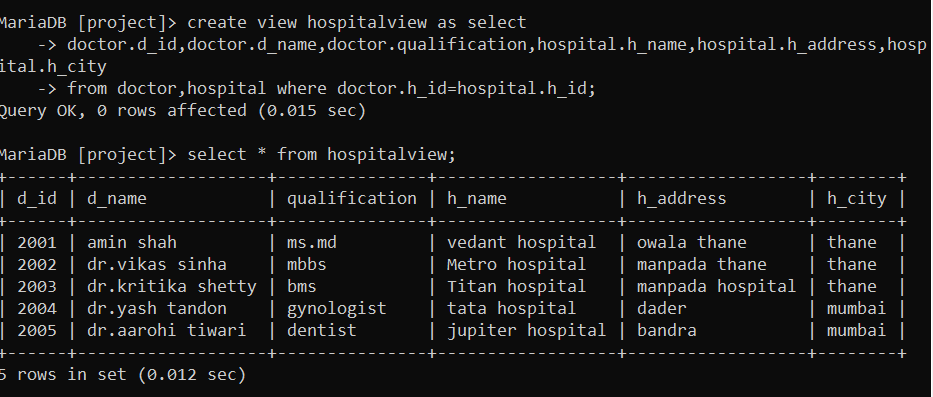 MariaDB [project]> create view hospitalview as select
    -> doctor.d_id,doctor.d_name,doctor.qualification,hospital.h_name,hospital.h_address,hosp
ital.h_city
    -> from doctor,hospital where doctor.h_id=hospital.h_id;
Query OK, 0 rows affected (0.015 sec)

MariaDB [project]> select * from hospitalview;
+------+--------------------+---------------+------------------+------------------+--------+
| d_id | d_name             | qualification | h_name           | h_address        | h_city |
+------+--------------------+---------------+------------------+------------------+--------+
| 2001 | amin shah          | ms.md         | vedant hospital  | owala thane      | thane  |
| 2002 | dr.vikas sinha     | mbbs          | Metro hospital   | manpada thane    | thane  |
| 2003 | dr.kritika shetty  | bms           | Titan hospital   | manpada hospital | thane  |
| 2004 | dr.yash tandon     | gynologist    | tata hospital    | dader            | mumbai |
| 2005 | dr.aarohi tiwari   | dentist       | jupiter hospital | bandra           | mumbai |
+------+--------------------+---------------+------------------+------------------+--------+
5 rows in set (0.012 sec)